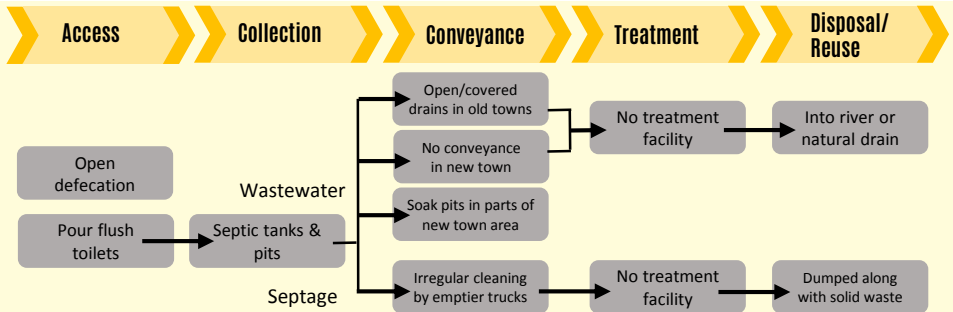 Access
Collection
Conveyance
Treatment
Disposal/
Reuse
Open
defecation
Pour flush
toilets
Septic tanks &
pits
Wastewater
Septage
Open/covered
drains in old towns
No conveyance
in new town
Soak pits in parts of
new town area
Irregular cleaning
by emptier trucks
No treatment
facility
Into river or
natural drain
No treatment
facility
Dumped along
with solid waste